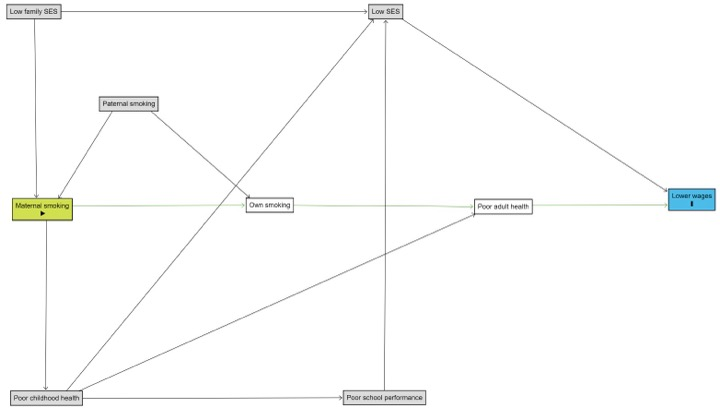 Low family SES
Low SES
Paternal smoking
Maternal smoking
Own smoking
Poor adult health
Lower wages
Poor childhood health
Poor school performance